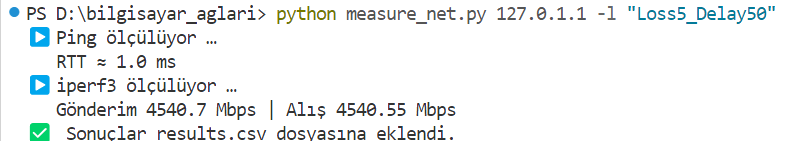 PS D:\bilgisayar_aglari> python measure_net.py 127.0.1.1 -l "Loss5_Delay50"
▶ Ping ölçülüyor …
RTT ≈ 1.0 ms
▶ iperf3 ölçülüyor …
Gönderim 4540.7 Mbps | Alış 4540.55 Mbps
✅ Sonuçlar results.csv dosyasına eklendi.